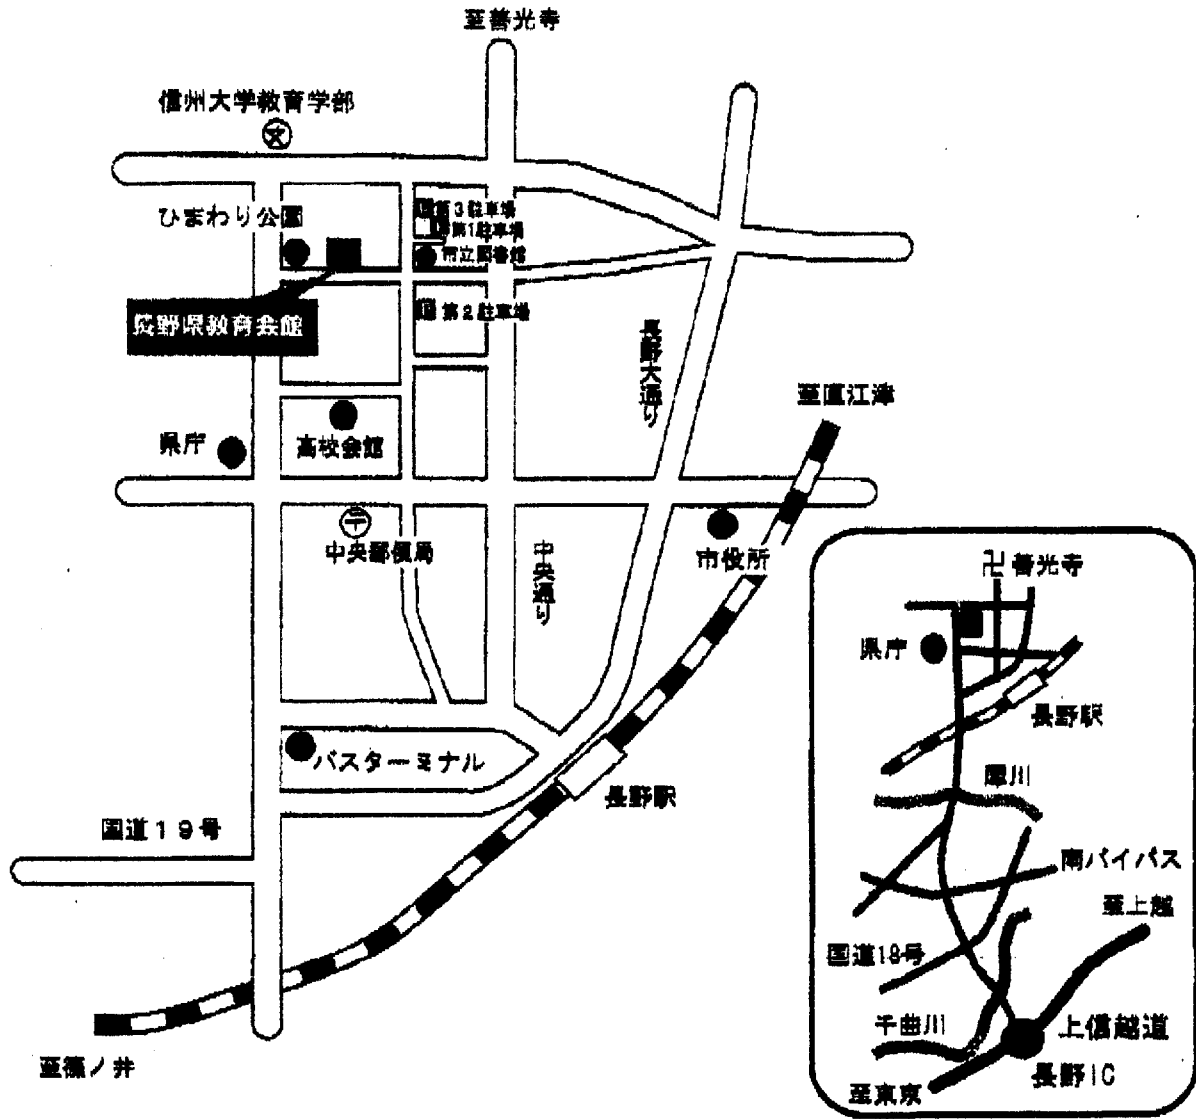 至善光寺
信州大学教育学部
文
ひまわり公園
第3駐車場
第1駐車場
市立図書館
長野県教育会館
第2駐車場
長野大通り
至直江津
県庁
高校会館
〒
中央郵便局
中央通り
市役所
バスターミナル
長野駅
国道19号
至篠ノ井
卍善光寺
県庁
長野駅
犀川
南バイパス
至上越
国道18号
千曲川
上信越道
長野IC
至東京